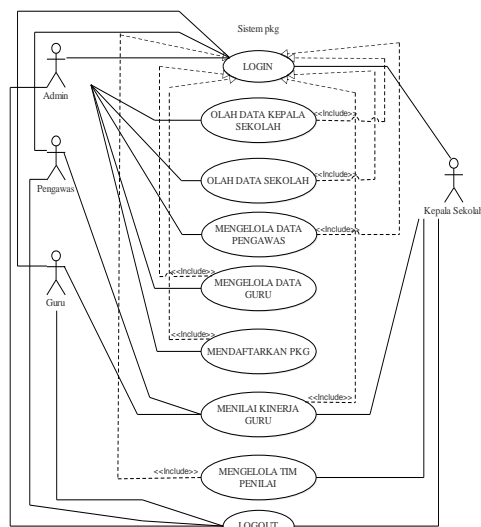 Sistem pkg
LOGIN
Admin
OLAH DATA KEPALA
SEKOLAH
<<Include>>
Pengawas
OLAH DATA SEKOLAH
<<Include>>
Kepala Sekolah
MENGELOLA DATA
PENGAWAS
<<Include>>
Guru
<<Include>>
MENGELOLA DATA
GURU
<<Include>>
MENDAFTARKAN PKG
<<Include>>
MENILAI KINERJA
GURU
<<Include>>
MENGELOLA TIM
PENILAI
LOGOUT